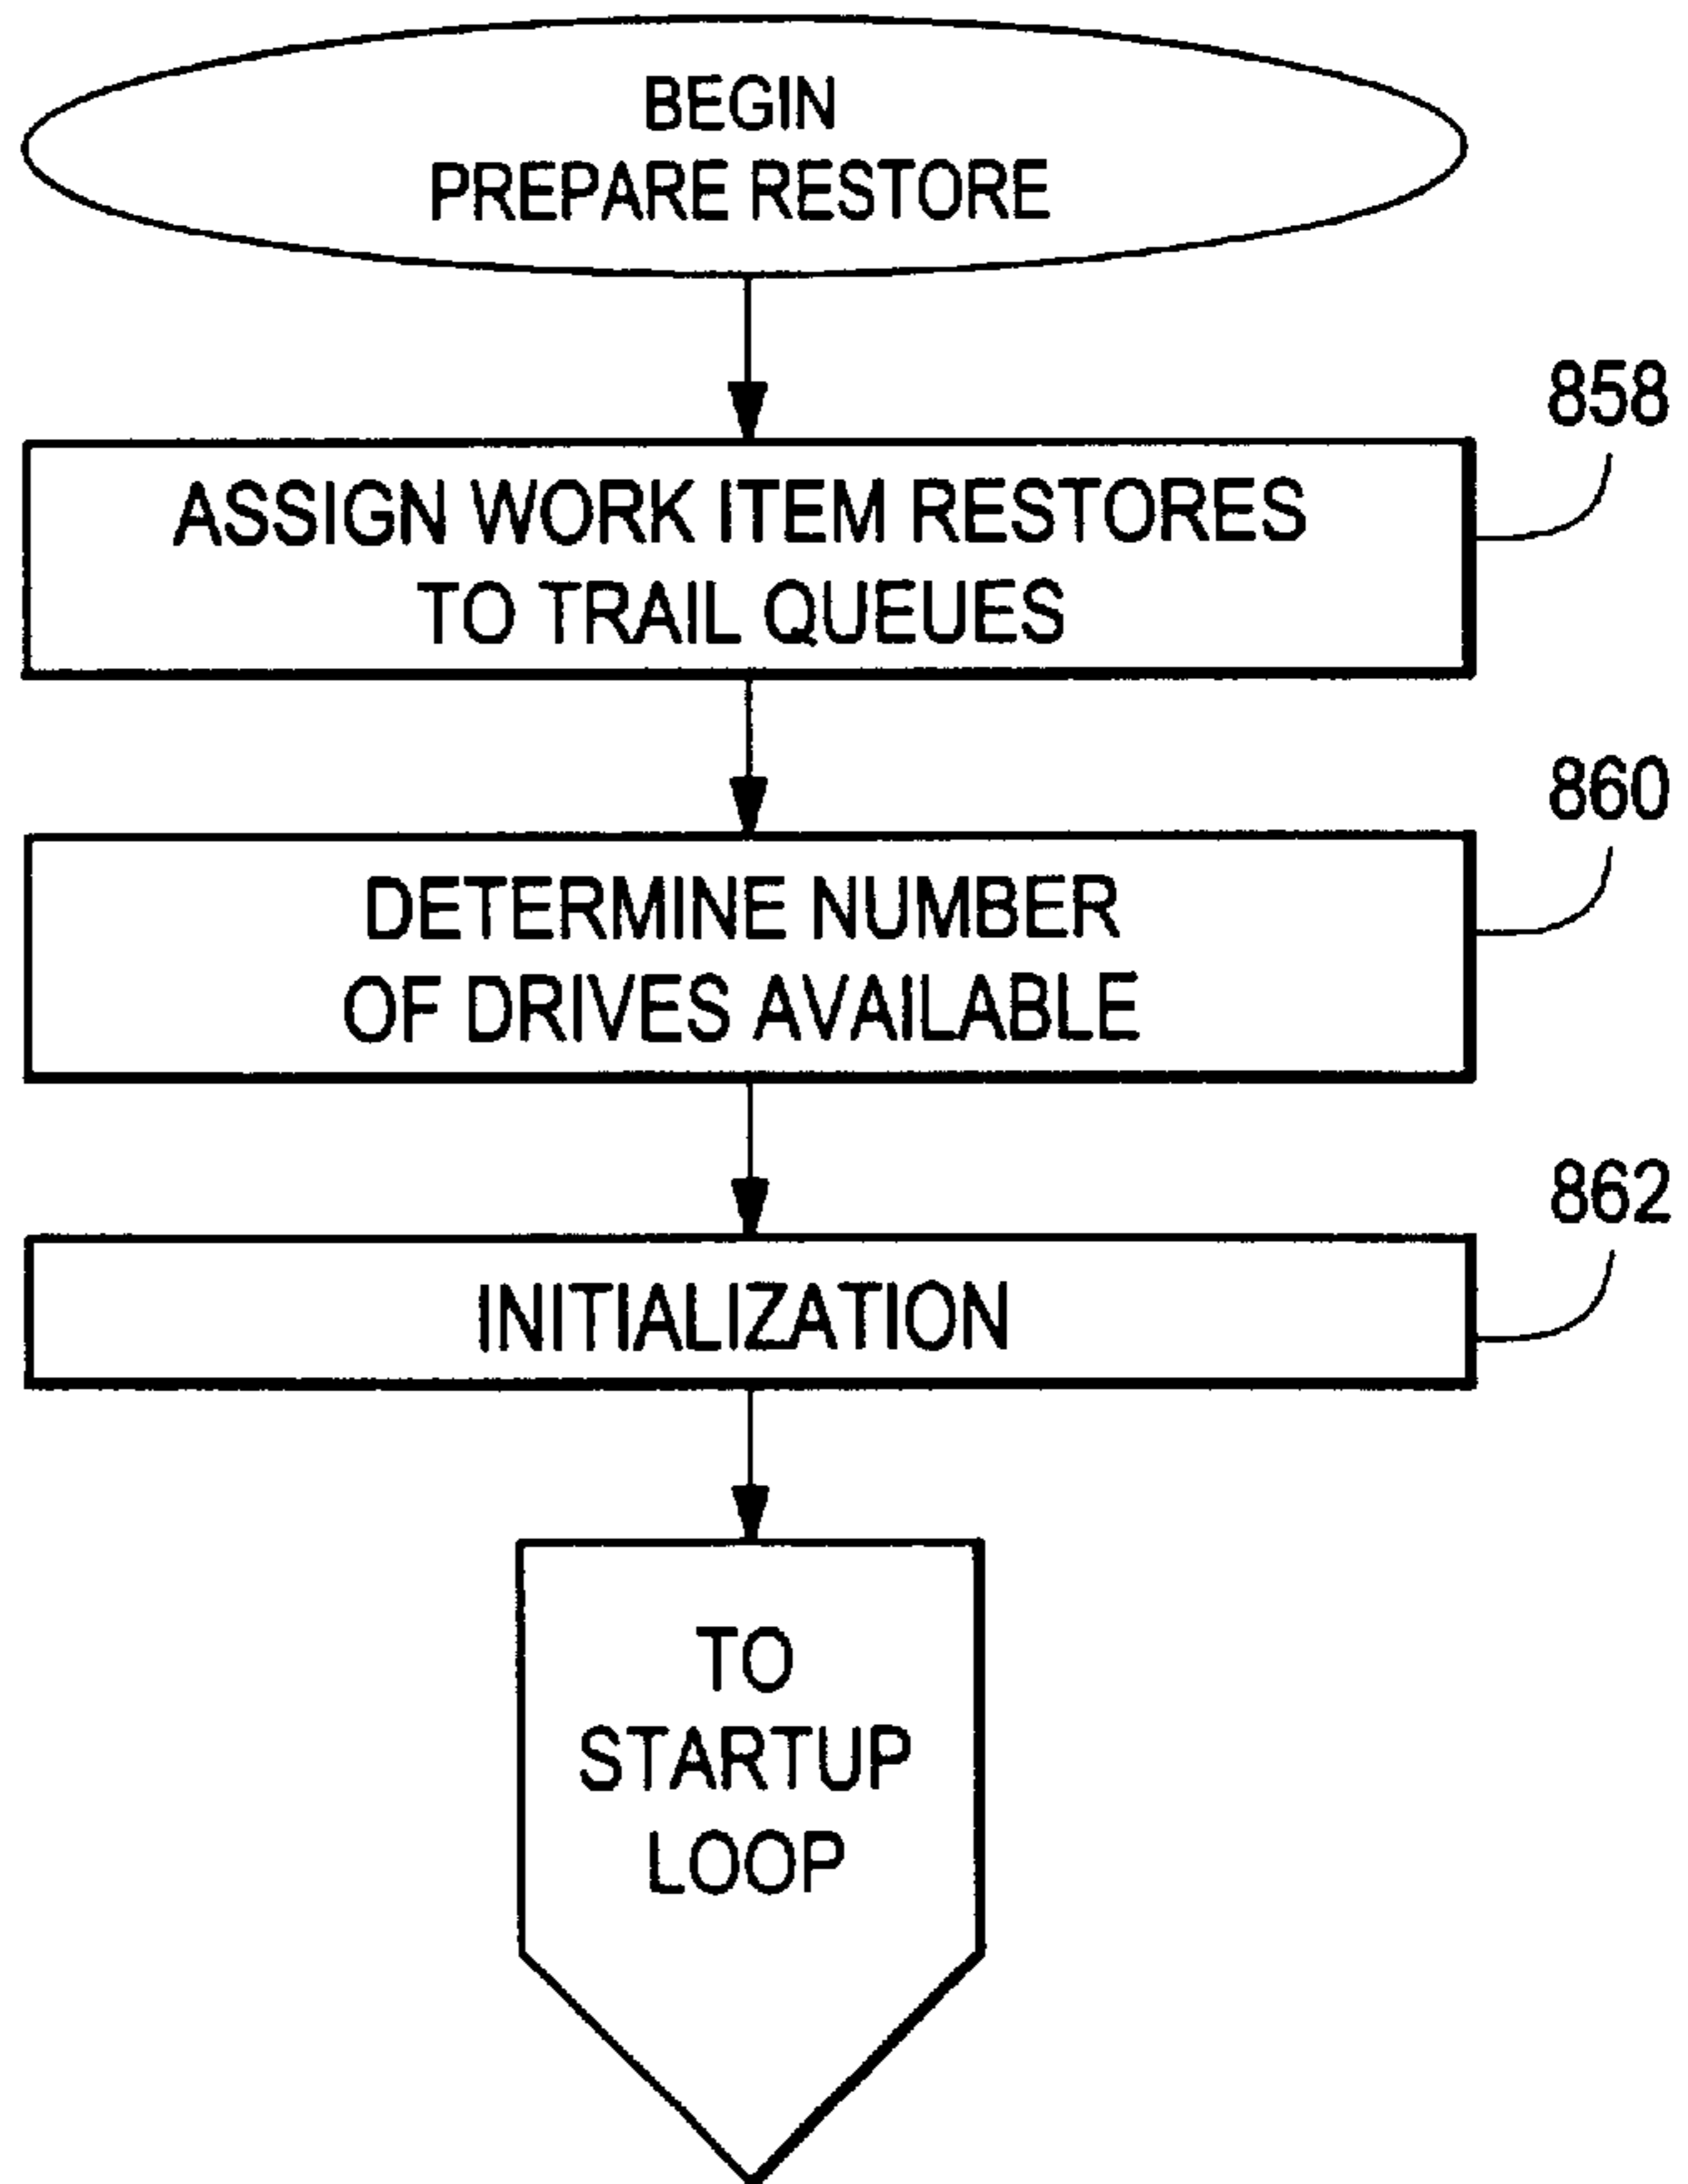 BEGIN
PREPARE RESTORE
858
ASSIGN WORK ITEM RESTORES
TO TRAIL QUEUES
860
DETERMINE NUMBER
OF DRIVES AVAILABLE
862
INITIALIZATION
TO
STARTUP
LOOP